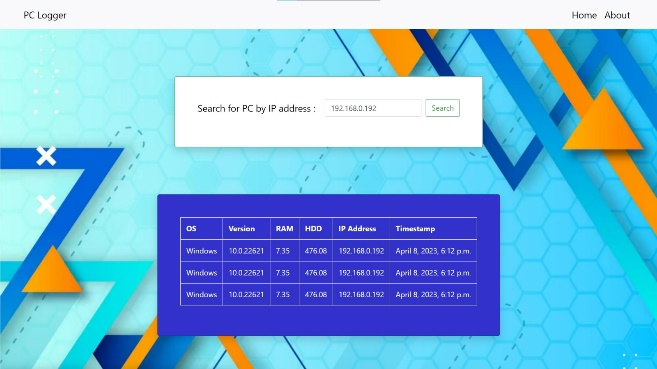 PC Logger Home About
Search for PC by IP address : 192.168.0.192 Search
OS Version RAM HDD IP Address Timestamp
Windows 10.0.22621 7.35 476.08 192.168.0.192 April 8, 2023, 6:12 p.m.
Windows 10.0.22621 7.35 476.08 192.168.0.192 April 8, 2023, 6:12 p.m.
Windows 10.0.22621 7.35 476.08 192.168.0.192 April 8, 2023, 6:12 p.m.